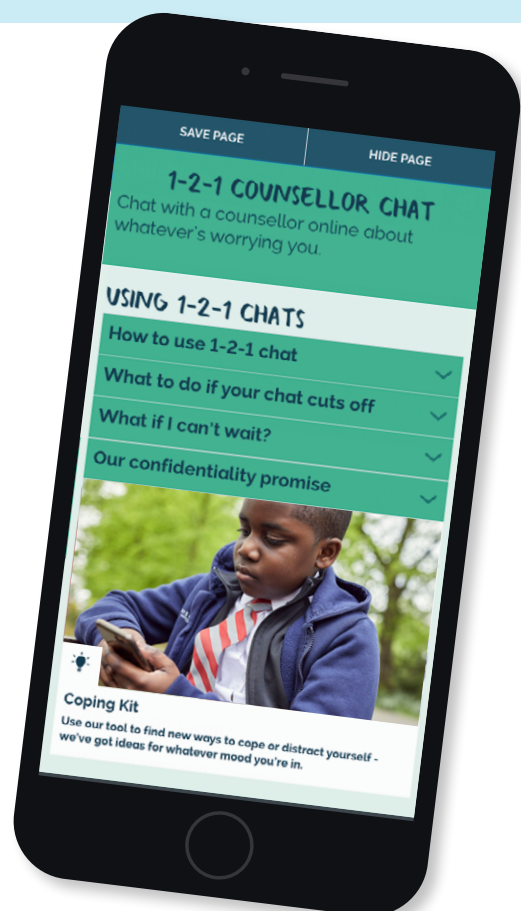 SAVE PAGE
HIDE PAGE
1-2-1 COUNSELLOR CHAT
Chat with a counsellor online about
whatever's worrying you.
USING 1-2-1 CHATS
How to use 1-2-1 chat
What to do if your chat cuts off
What if I can't wait?
Our confidentiality promise
Coping Kit
Use our tool to find new ways to cope or distract yourself -
we've got ideas for whatever mood you're in.